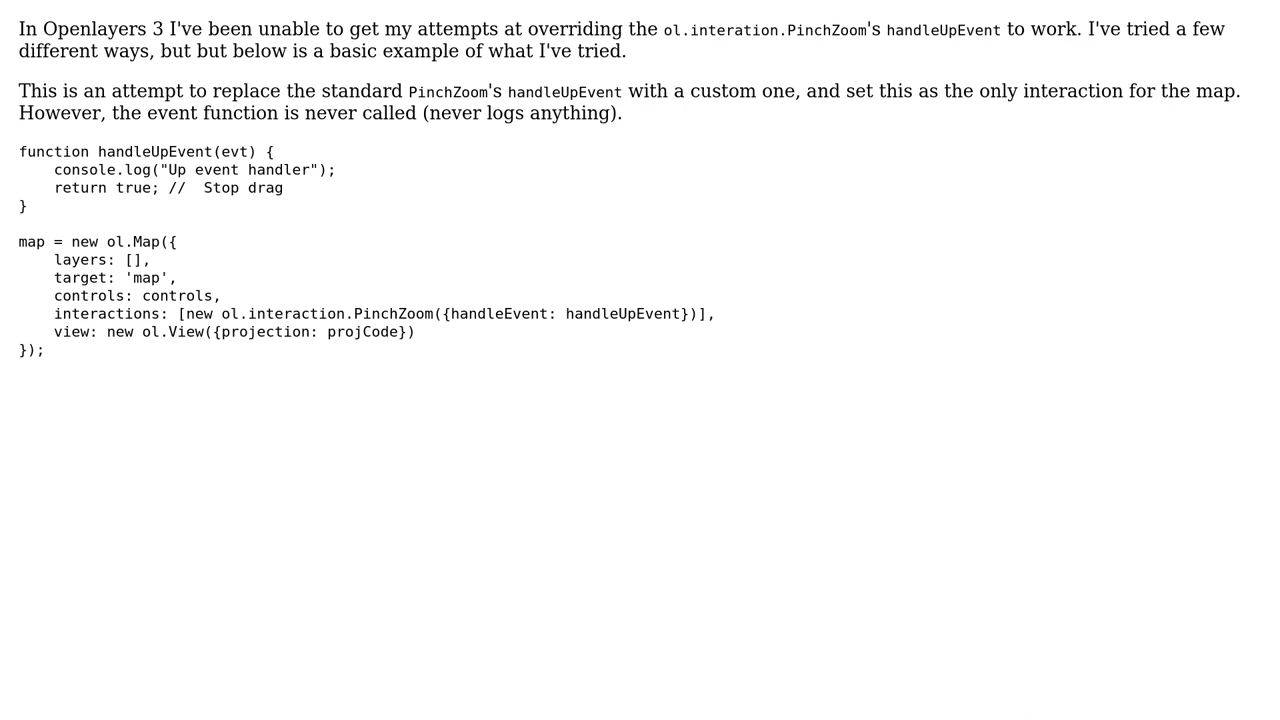 In Openlayers 3 I've been unable to get my attempts at overriding the ol.interation.PinchZoom's handleUpEvent to work. I've tried a few
different ways, but but below is a basic example of what I've tried.
This is an attempt to replace the standard PinchZoom's handleUpEvent with a custom one, and set this as the only interaction for the map.
However, the event function is never called (never logs anything).
function handleUpEvent(evt) {
    console.log("Up event handler");
    return true; //  Stop drag
}
map = new ol.Map({
    layers: [],
    target: 'map',
    controls: controls,
    interactions: [new ol.interaction.PinchZoom({handleEvent: handleUpEvent})],
    view: new ol.View({projection: projCode})
});